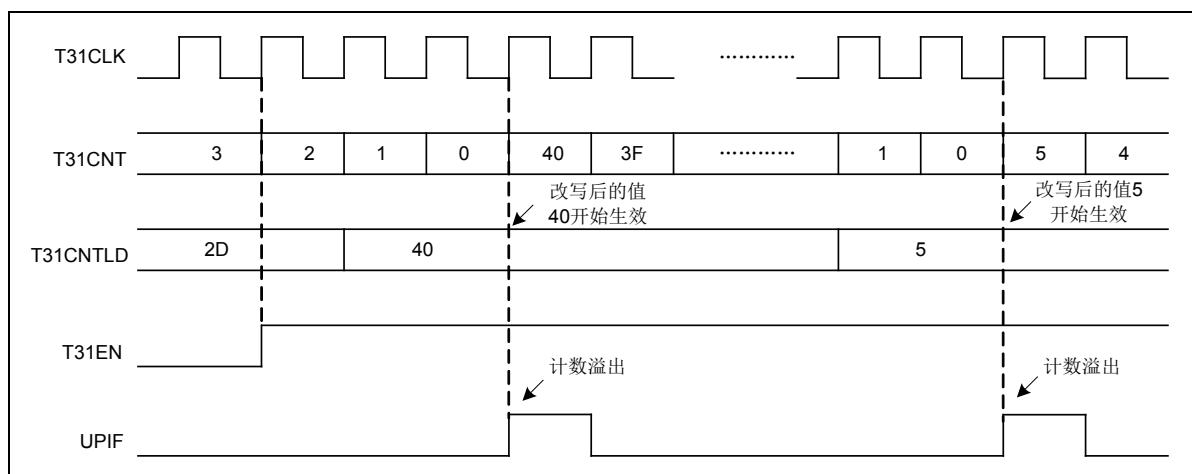 T31CLK
…………
T31CNT
3 2 1 0 40 3F ………… 1 0 5 4
改写后的值
40开始生效
改写后的值5
开始生效
T31CNTLD
2D 40 5
T31EN
计数溢出
计数溢出
UPIF